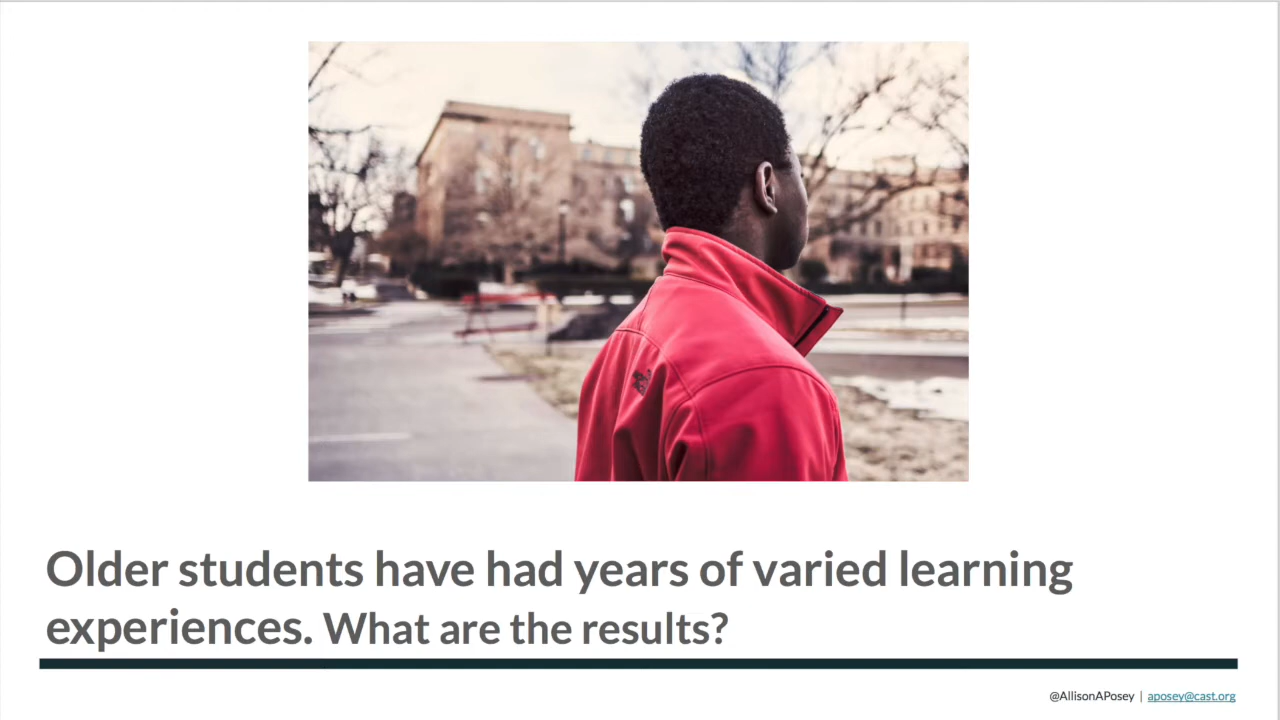 Older students have had years of varied learning
experiences. What are the results?
@AllisonAPosey | aposey@cast.org